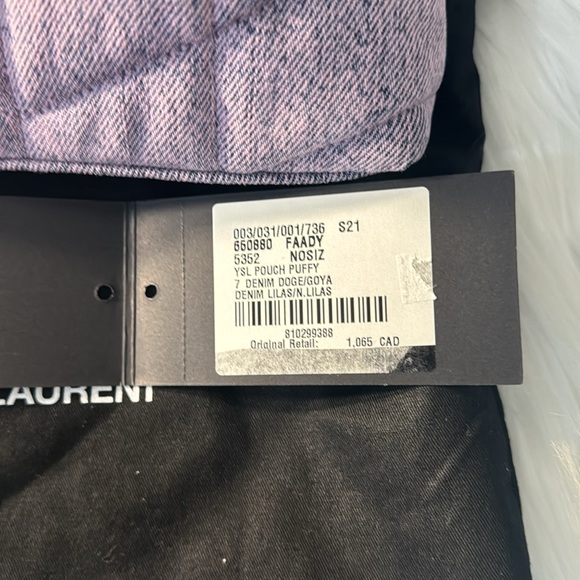 003/031/001/736 S21
650880 FAADY
5352 NOSIZ
YSL POUCH PUFFY
7 DENIM DOGE/GOYA
DENIM LILAS/N.LILAS
810299388
Original Retail: 1,065 CAD
LAURENT